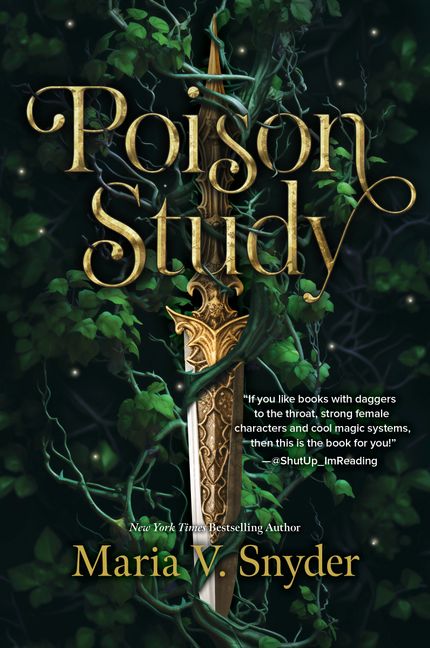 Poison
Study
“If you like books with daggers
to the throat, strong female
characters and cool magic systems,
then this is the book for you!”
—@ShutUp_ImReading
New York Times Bestselling Author
Maria V. Snyder